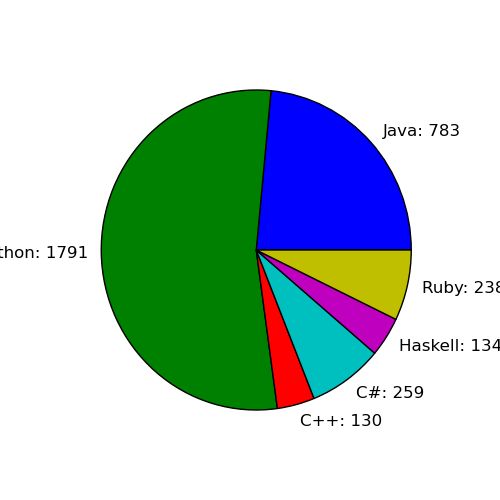 Java: 783
thon: 1791
Ruby: 238
Haskell: 134
C#: 259
C++: 130